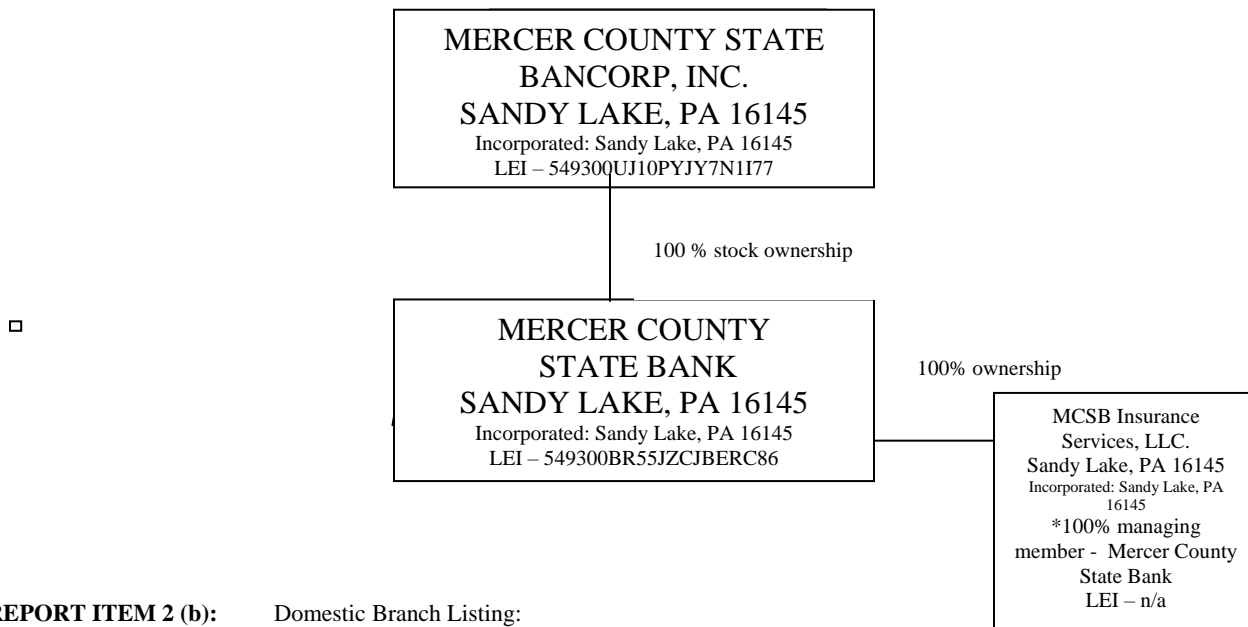 MERCER COUNTY STATE
BANCORP, INC.
SANDY LAKE, PA 16145
Incorporated: Sandy Lake, PA 16145
LEI – 549300UJ10PYJY7N1I77
100 % stock ownership
MERCER COUNTY
STATE BANK
SANDY LAKE, PA 16145
Incorporated: Sandy Lake, PA 16145
LEI – 549300BR55JZCJBERC86
100% ownership
MCSB Insurance
Services, LLC.
Sandy Lake, PA 16145
Incorporated: Sandy Lake, PA
16145
*100% managing
member - Mercer County
State Bank
LEI – n/a
REPORT ITEM 2 (b): Domestic Branch Listing: